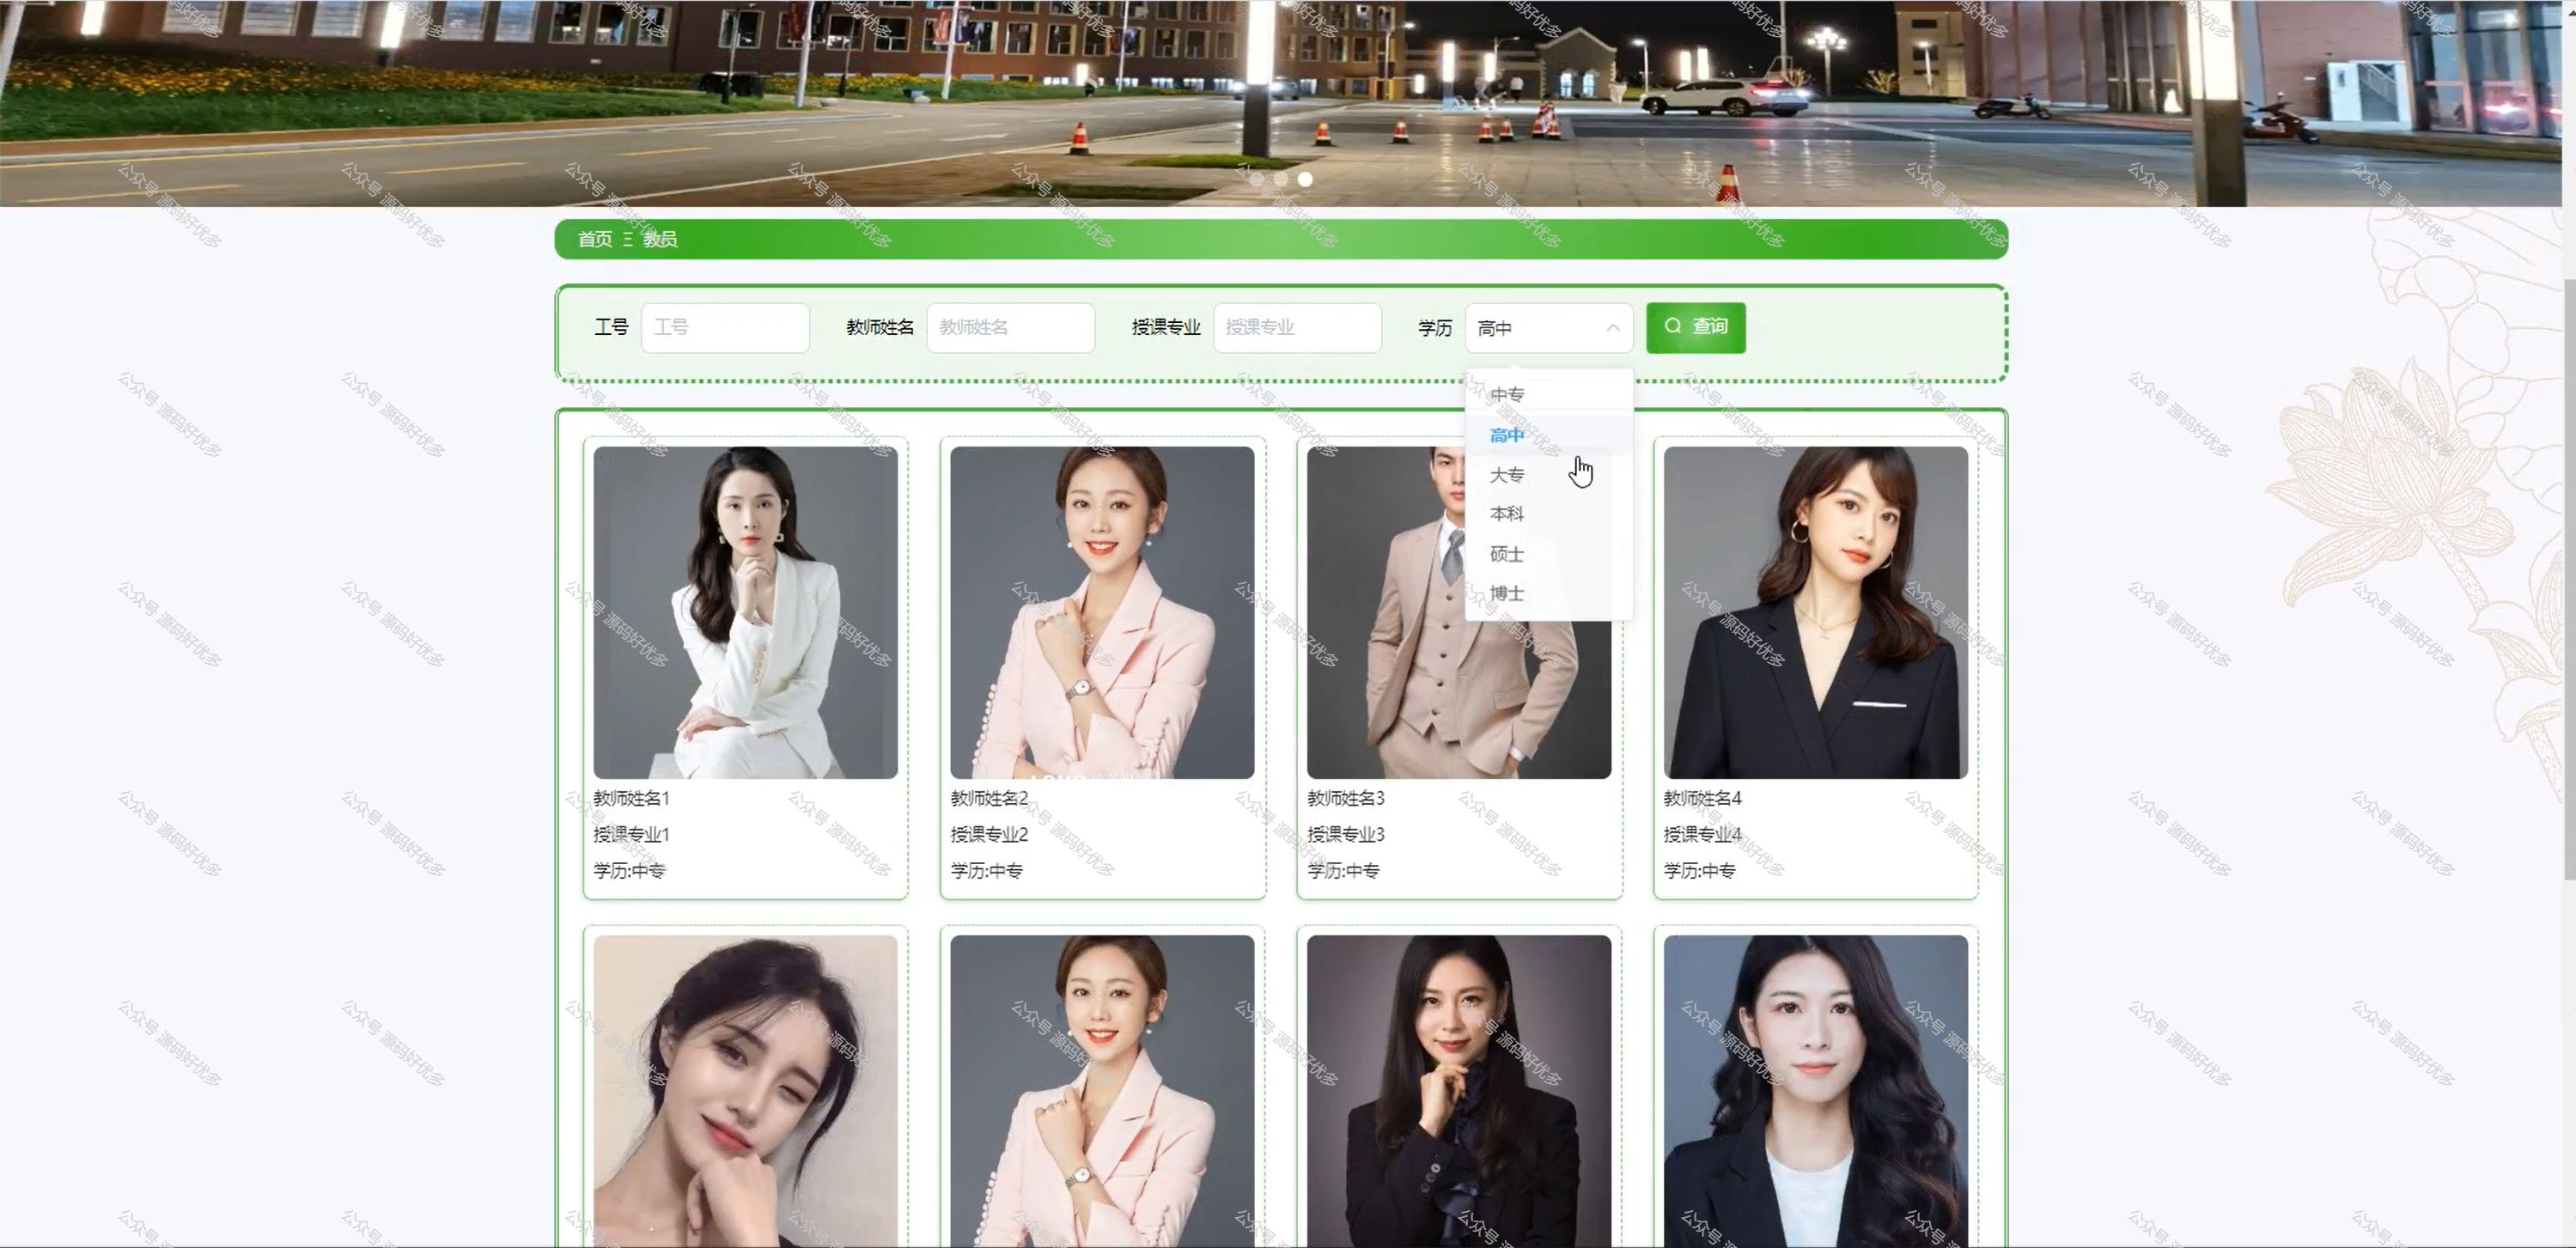 首页 教员
工号 工号 教师姓名 教师姓名 授课专业 授课专业 学历 高中 查询
中专
高中
大专
本科
硕士
博士
教师姓名1
授课专业1
学历:中专
教师姓名2
授课专业2
学历:中专
教师姓名3
授课专业3
学历:中专
教师姓名4
授课专业4
学历:中专
公众号 源码好优多